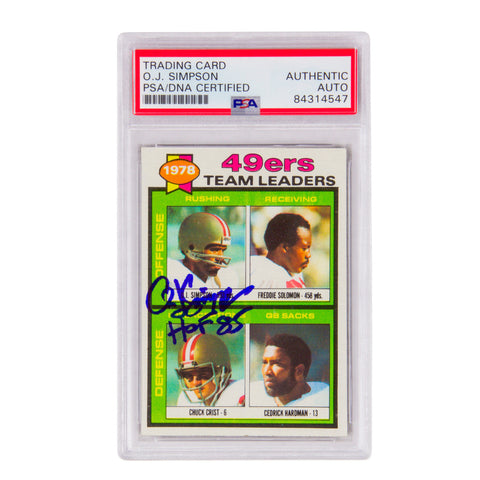 TRADING CARD
O.J. SIMPSON
PSA/DNA CERTIFIED
AUTHENTIC
AUTO
84314547
PSA
1978
49ers
TEAM LEADERS
RUSHING
RECEIVING
OFFENSE
SIMPSON
FREDDIE SOLOMON - 458 yds.
HOF 85
DEFENSE
QB SACKS
CHUCK CRIST - 6
CEDRICK HARDMAN - 13